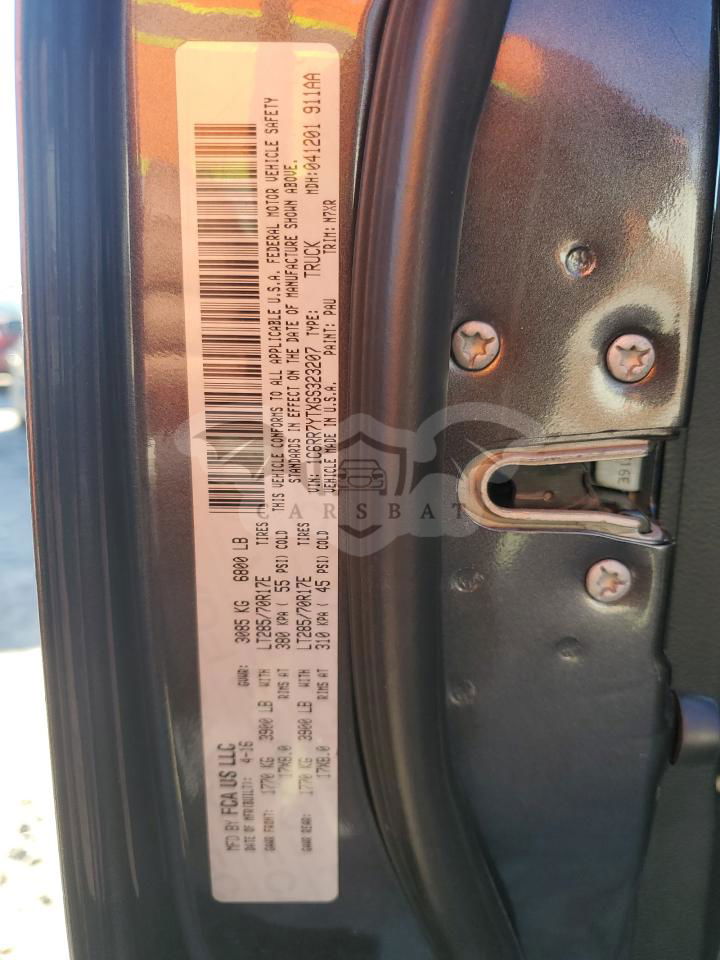 MFD BY FCA US LLC
DATE OF MFR(BUILT): 4-16 GVWR: 3085 KG 6800 LB
GAWR FRONT: 1770 KG 3900 LB WITH LT285/70R17E TIRES
17X8.0 RIMS AT 380 KPA ( 55 PSI) COLD
GAWR REAR: 1770 KG 3900 LB WITH LT285/70R17E TIRES
17X8.0 RIMS AT 310 KPA ( 45 PSI) COLD
THIS VEHICLE CONFORMS TO ALL APPLICABLE U.S.A. FEDERAL MOTOR VEHICLE SAFETY
STANDARDS IN EFFECT ON THE DATE OF MANUFACTURE SHOWN ABOVE.
VIN: 1C6RR7YTXGS323207 TYPE: TRUCK MDH: 041201 911AA
VEHICLE MADE IN U.S.A. PAINT: PAU TRIM: M7XR
CARSBAT
16E